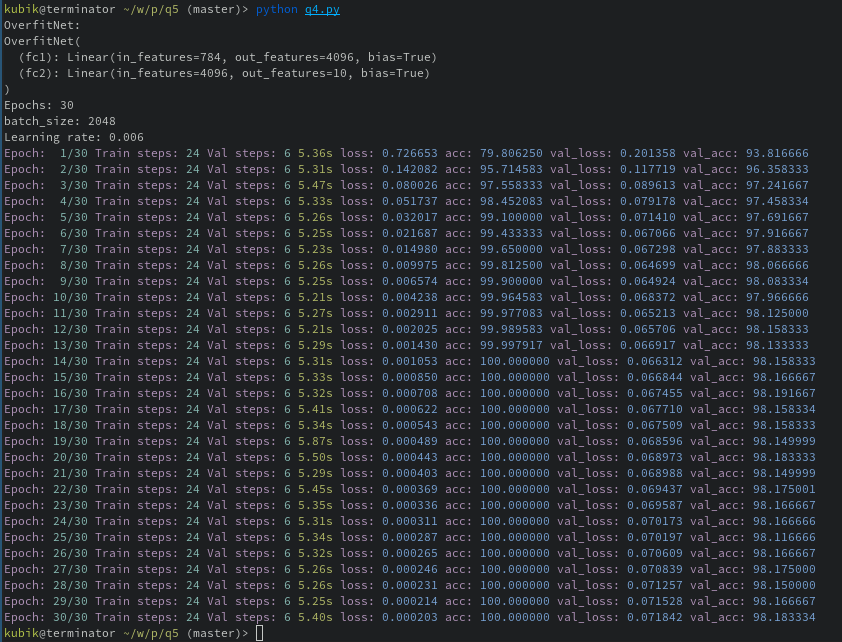 kubik@terminator ~/w/p/q5 (master)> python q4.py
OverfitNet:
OverfitNet(
  (fc1): Linear(in_features=784, out_features=4096, bias=True)
  (fc2): Linear(in_features=4096, out_features=10, bias=True)
)
Epochs: 30
batch_size: 2048
Learning rate: 0.006
Epoch:  1/30 Train steps: 24 Val steps: 6 5.36s loss: 0.726653 acc: 79.806250 val_loss: 0.201358 val_acc: 93.816666
Epoch:  2/30 Train steps: 24 Val steps: 6 5.31s loss: 0.142082 acc: 95.714583 val_loss: 0.117719 val_acc: 96.358333
Epoch:  3/30 Train steps: 24 Val steps: 6 5.47s loss: 0.080026 acc: 97.558333 val_loss: 0.089613 val_acc: 97.241667
Epoch:  4/30 Train steps: 24 Val steps: 6 5.33s loss: 0.051737 acc: 98.452083 val_loss: 0.079178 val_acc: 97.458334
Epoch:  5/30 Train steps: 24 Val steps: 6 5.26s loss: 0.032017 acc: 99.100000 val_loss: 0.071410 val_acc: 97.691667
Epoch:  6/30 Train steps: 24 Val steps: 6 5.25s loss: 0.021687 acc: 99.433333 val_loss: 0.067066 val_acc: 97.916667
Epoch:  7/30 Train steps: 24 Val steps: 6 5.23s loss: 0.014980 acc: 99.650000 val_loss: 0.067298 val_acc: 97.883333
Epoch:  8/30 Train steps: 24 Val steps: 6 5.26s loss: 0.009975 acc: 99.812500 val_loss: 0.064699 val_acc: 98.066666
Epoch:  9/30 Train steps: 24 Val steps: 6 5.25s loss: 0.006574 acc: 99.900000 val_loss: 0.064924 val_acc: 98.083334
Epoch: 10/30 Train steps: 24 Val steps: 6 5.21s loss: 0.004238 acc: 99.964583 val_loss: 0.068372 val_acc: 97.966666
Epoch: 11/30 Train steps: 24 Val steps: 6 5.27s loss: 0.002911 acc: 99.977083 val_loss: 0.065213 val_acc: 98.125000
Epoch: 12/30 Train steps: 24 Val steps: 6 5.21s loss: 0.002025 acc: 99.989583 val_loss: 0.065706 val_acc: 98.158333
Epoch: 13/30 Train steps: 24 Val steps: 6 5.29s loss: 0.001430 acc: 99.997917 val_loss: 0.066917 val_acc: 98.133333
Epoch: 14/30 Train steps: 24 Val steps: 6 5.31s loss: 0.001053 acc: 100.000000 val_loss: 0.066312 val_acc: 98.158333
Epoch: 15/30 Train steps: 24 Val steps: 6 5.33s loss: 0.000850 acc: 100.000000 val_loss: 0.066844 val_acc: 98.166667
Epoch: 16/30 Train steps: 24 Val steps: 6 5.32s loss: 0.000708 acc: 100.000000 val_loss: 0.067455 val_acc: 98.191667
Epoch: 17/30 Train steps: 24 Val steps: 6 5.41s loss: 0.000622 acc: 100.000000 val_loss: 0.067710 val_acc: 98.158334
Epoch: 18/30 Train steps: 24 Val steps: 6 5.34s loss: 0.000543 acc: 100.000000 val_loss: 0.067509 val_acc: 98.158333
Epoch: 19/30 Train steps: 24 Val steps: 6 5.87s loss: 0.000489 acc: 100.000000 val_loss: 0.068596 val_acc: 98.149999
Epoch: 20/30 Train steps: 24 Val steps: 6 5.50s loss: 0.000443 acc: 100.000000 val_loss: 0.068973 val_acc: 98.183333
Epoch: 21/30 Train steps: 24 Val steps: 6 5.29s loss: 0.000403 acc: 100.000000 val_loss: 0.068988 val_acc: 98.149999
Epoch: 22/30 Train steps: 24 Val steps: 6 5.45s loss: 0.000369 acc: 100.000000 val_loss: 0.069437 val_acc: 98.175001
Epoch: 23/30 Train steps: 24 Val steps: 6 5.35s loss: 0.000336 acc: 100.000000 val_loss: 0.069587 val_acc: 98.166667
Epoch: 24/30 Train steps: 24 Val steps: 6 5.31s loss: 0.000311 acc: 100.000000 val_loss: 0.070173 val_acc: 98.166666
Epoch: 25/30 Train steps: 24 Val steps: 6 5.34s loss: 0.000287 acc: 100.000000 val_loss: 0.070197 val_acc: 98.116666
Epoch: 26/30 Train steps: 24 Val steps: 6 5.32s loss: 0.000265 acc: 100.000000 val_loss: 0.070609 val_acc: 98.166667
Epoch: 27/30 Train steps: 24 Val steps: 6 5.26s loss: 0.000246 acc: 100.000000 val_loss: 0.070839 val_acc: 98.175000
Epoch: 28/30 Train steps: 24 Val steps: 6 5.26s loss: 0.000231 acc: 100.000000 val_loss: 0.071257 val_acc: 98.150000
Epoch: 29/30 Train steps: 24 Val steps: 6 5.25s loss: 0.000214 acc: 100.000000 val_loss: 0.071528 val_acc: 98.166667
Epoch: 30/30 Train steps: 24 Val steps: 6 5.40s loss: 0.000203 acc: 100.000000 val_loss: 0.071842 val_acc: 98.183334
kubik@terminator ~/w/p/q5 (master)>